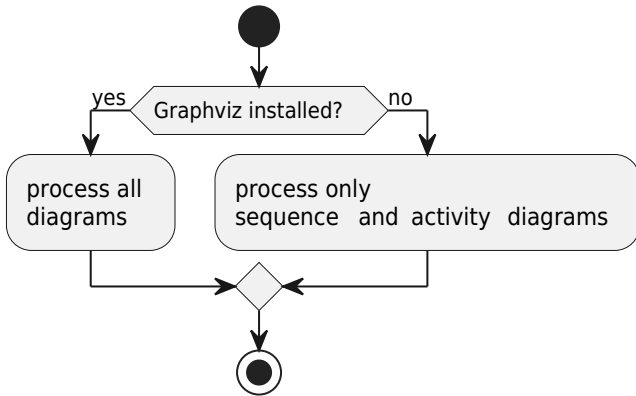 yes
Graphviz installed?
no
process all
diagrams
process only
sequence and activity diagrams